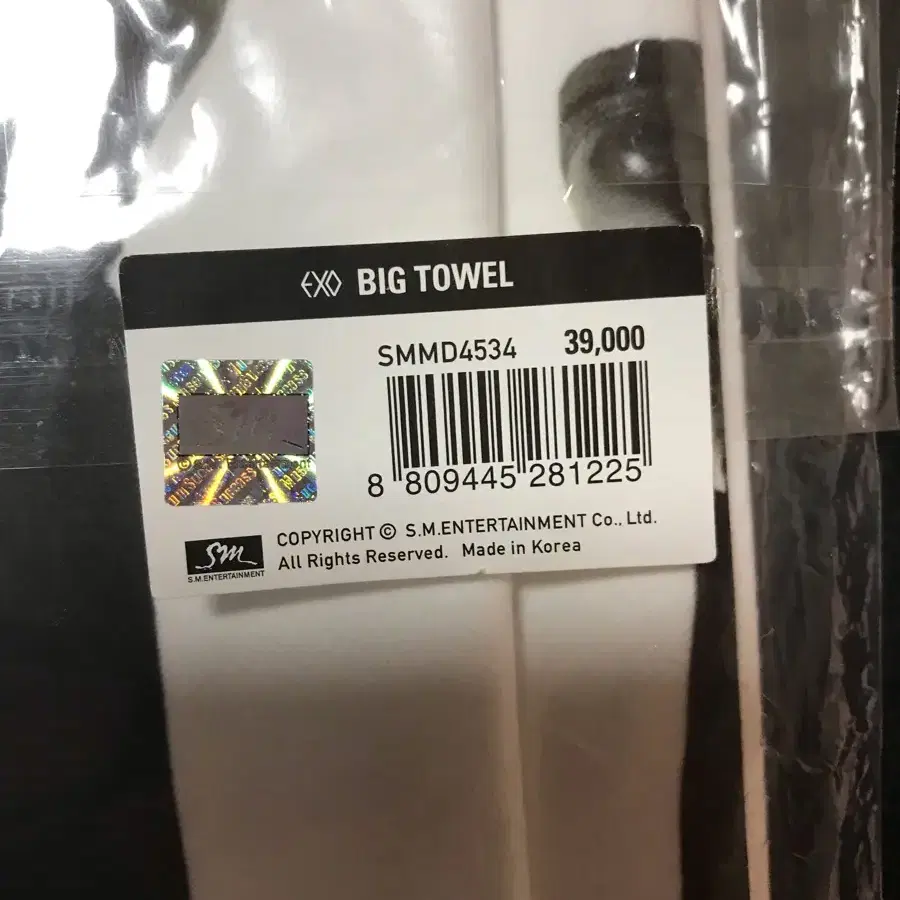 EXO BIG TOWEL
SMMD4534 39,000
8 809445 281225
COPYRIGHT © S.M.ENTERTAINMENT Co., Ltd.
All Rights Reserved. Made in Korea
SM
S.M.ENTERTAINMENT